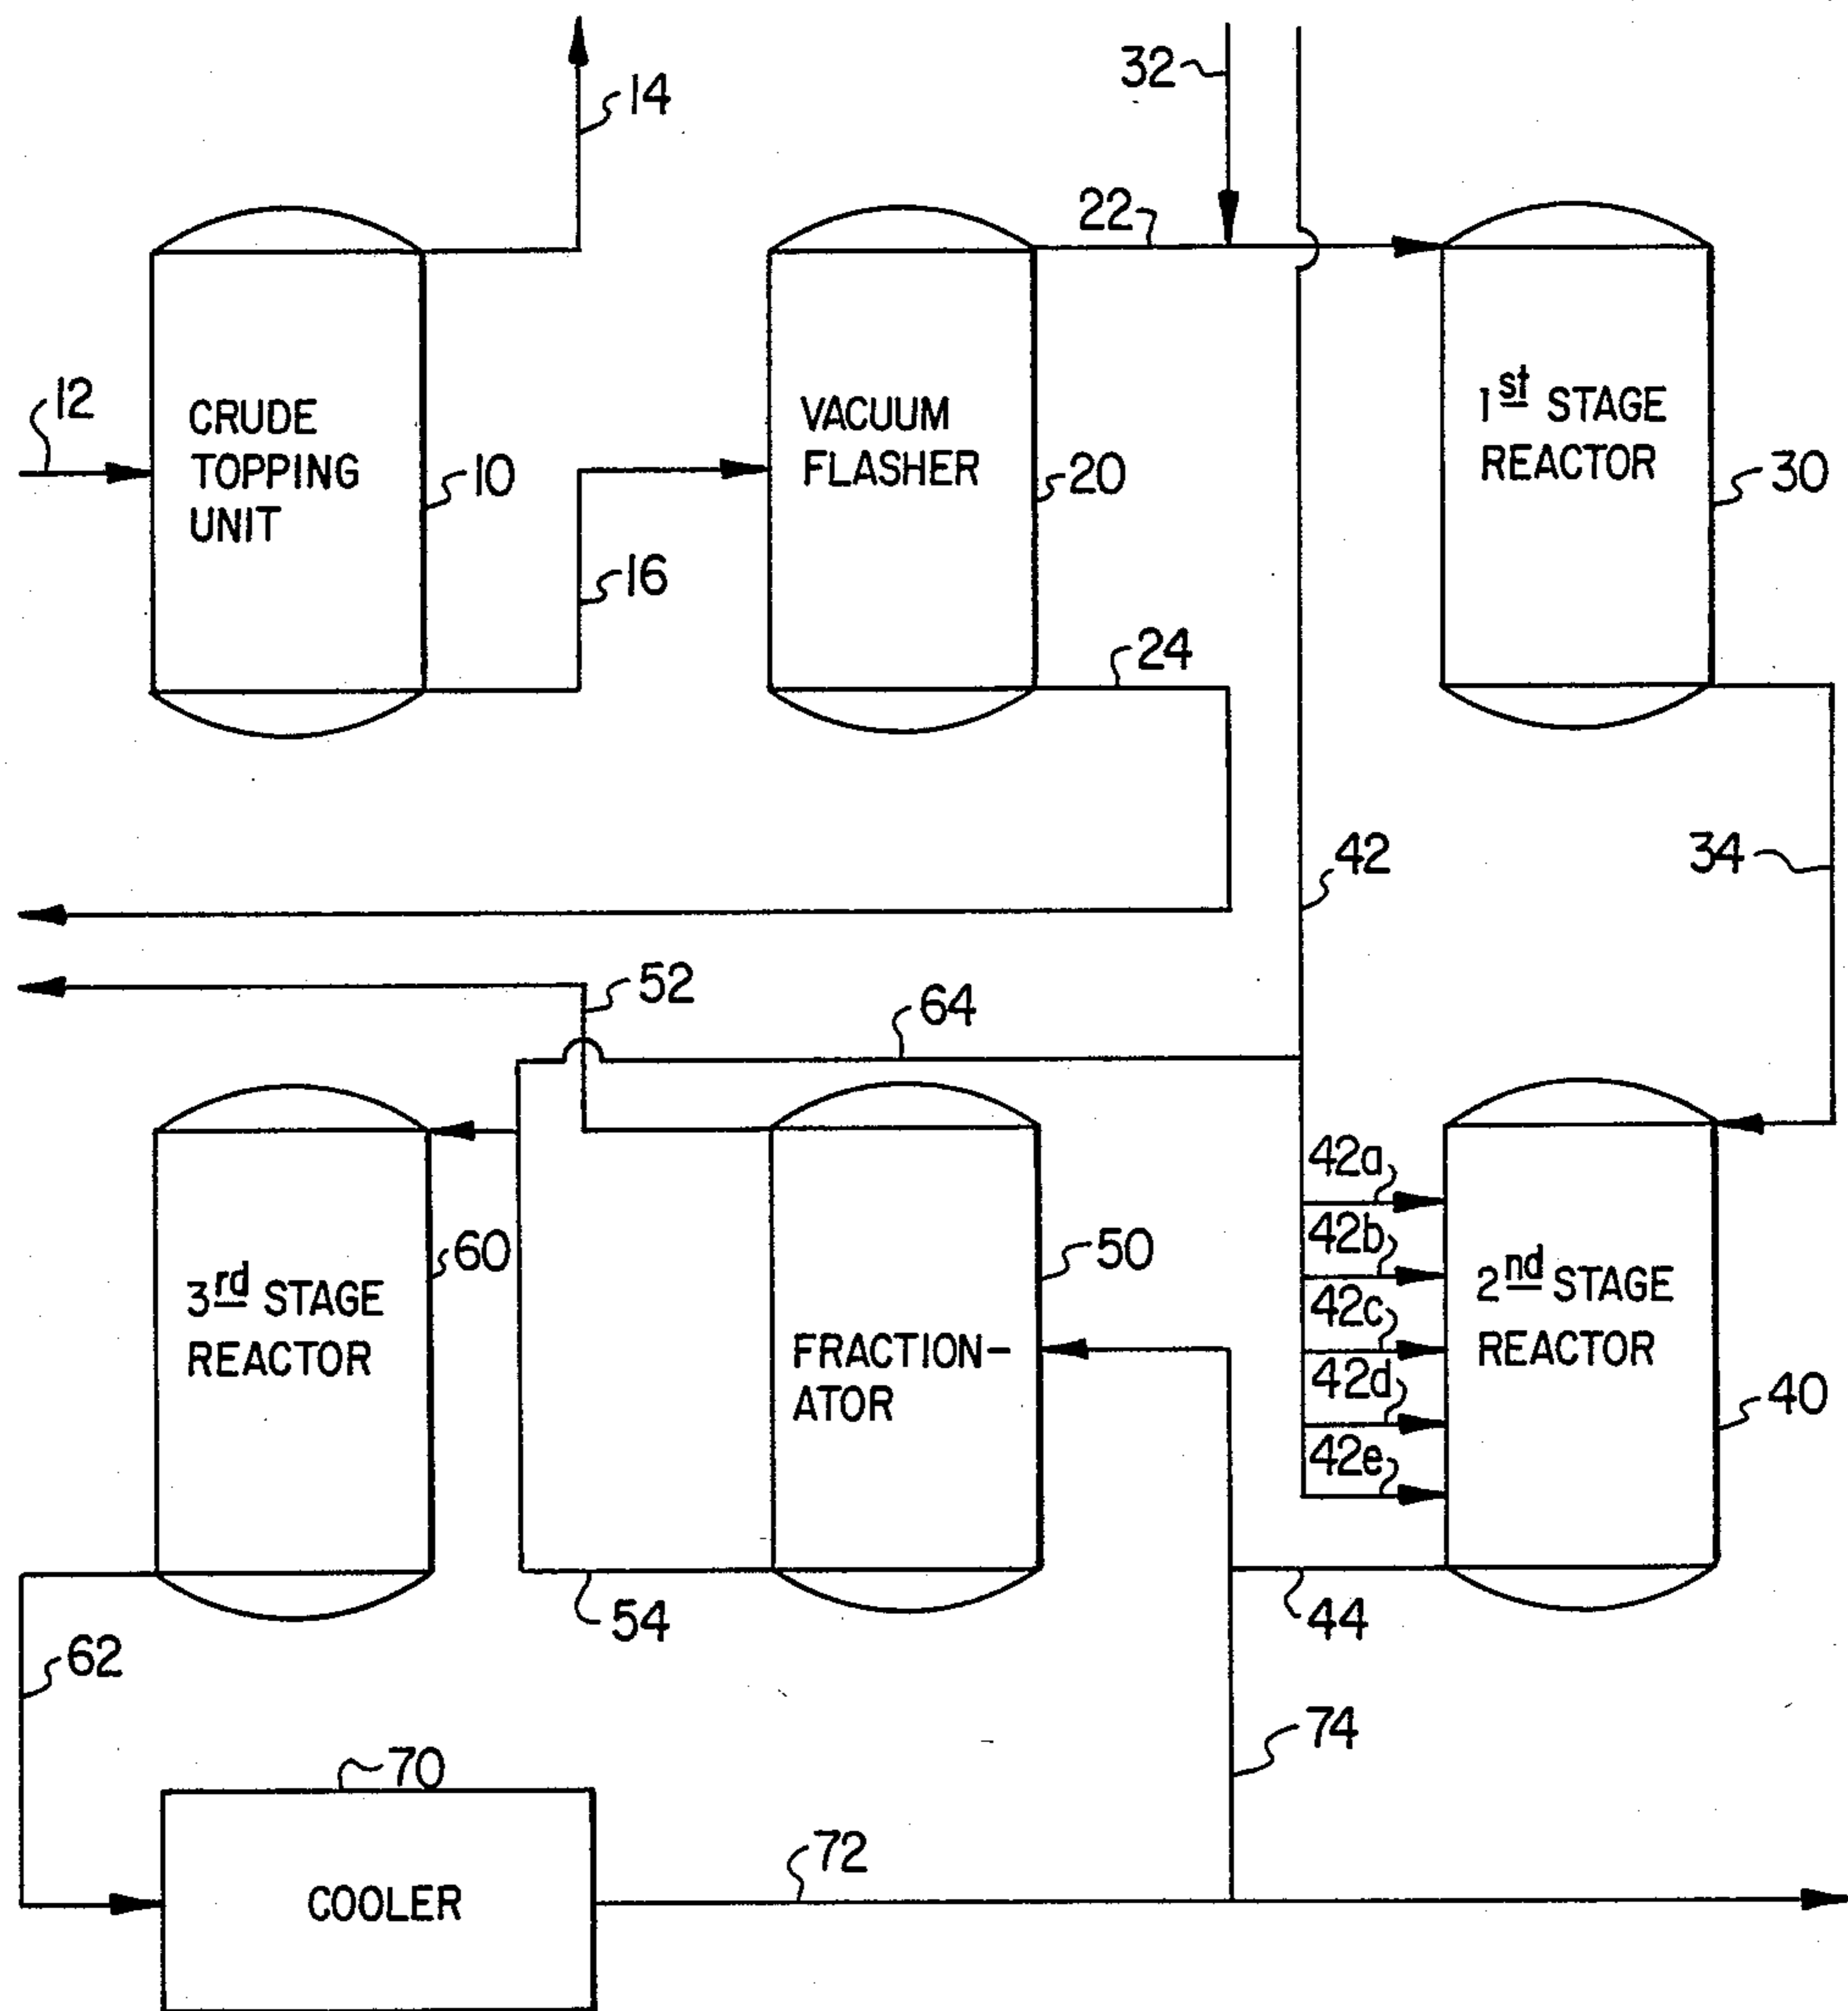 14
32
22
12
CRUDE
TOPPING
UNIT
10
VACUUM
FLASHER
20
1st STAGE
REACTOR
30
16
24
42
34
52
64
42a
42b
42c
42d
42e
3rd STAGE
REACTOR
60
FRACTION-
ATOR
50
2nd STAGE
REACTOR
40
54
44
62
74
70
COOLER
72